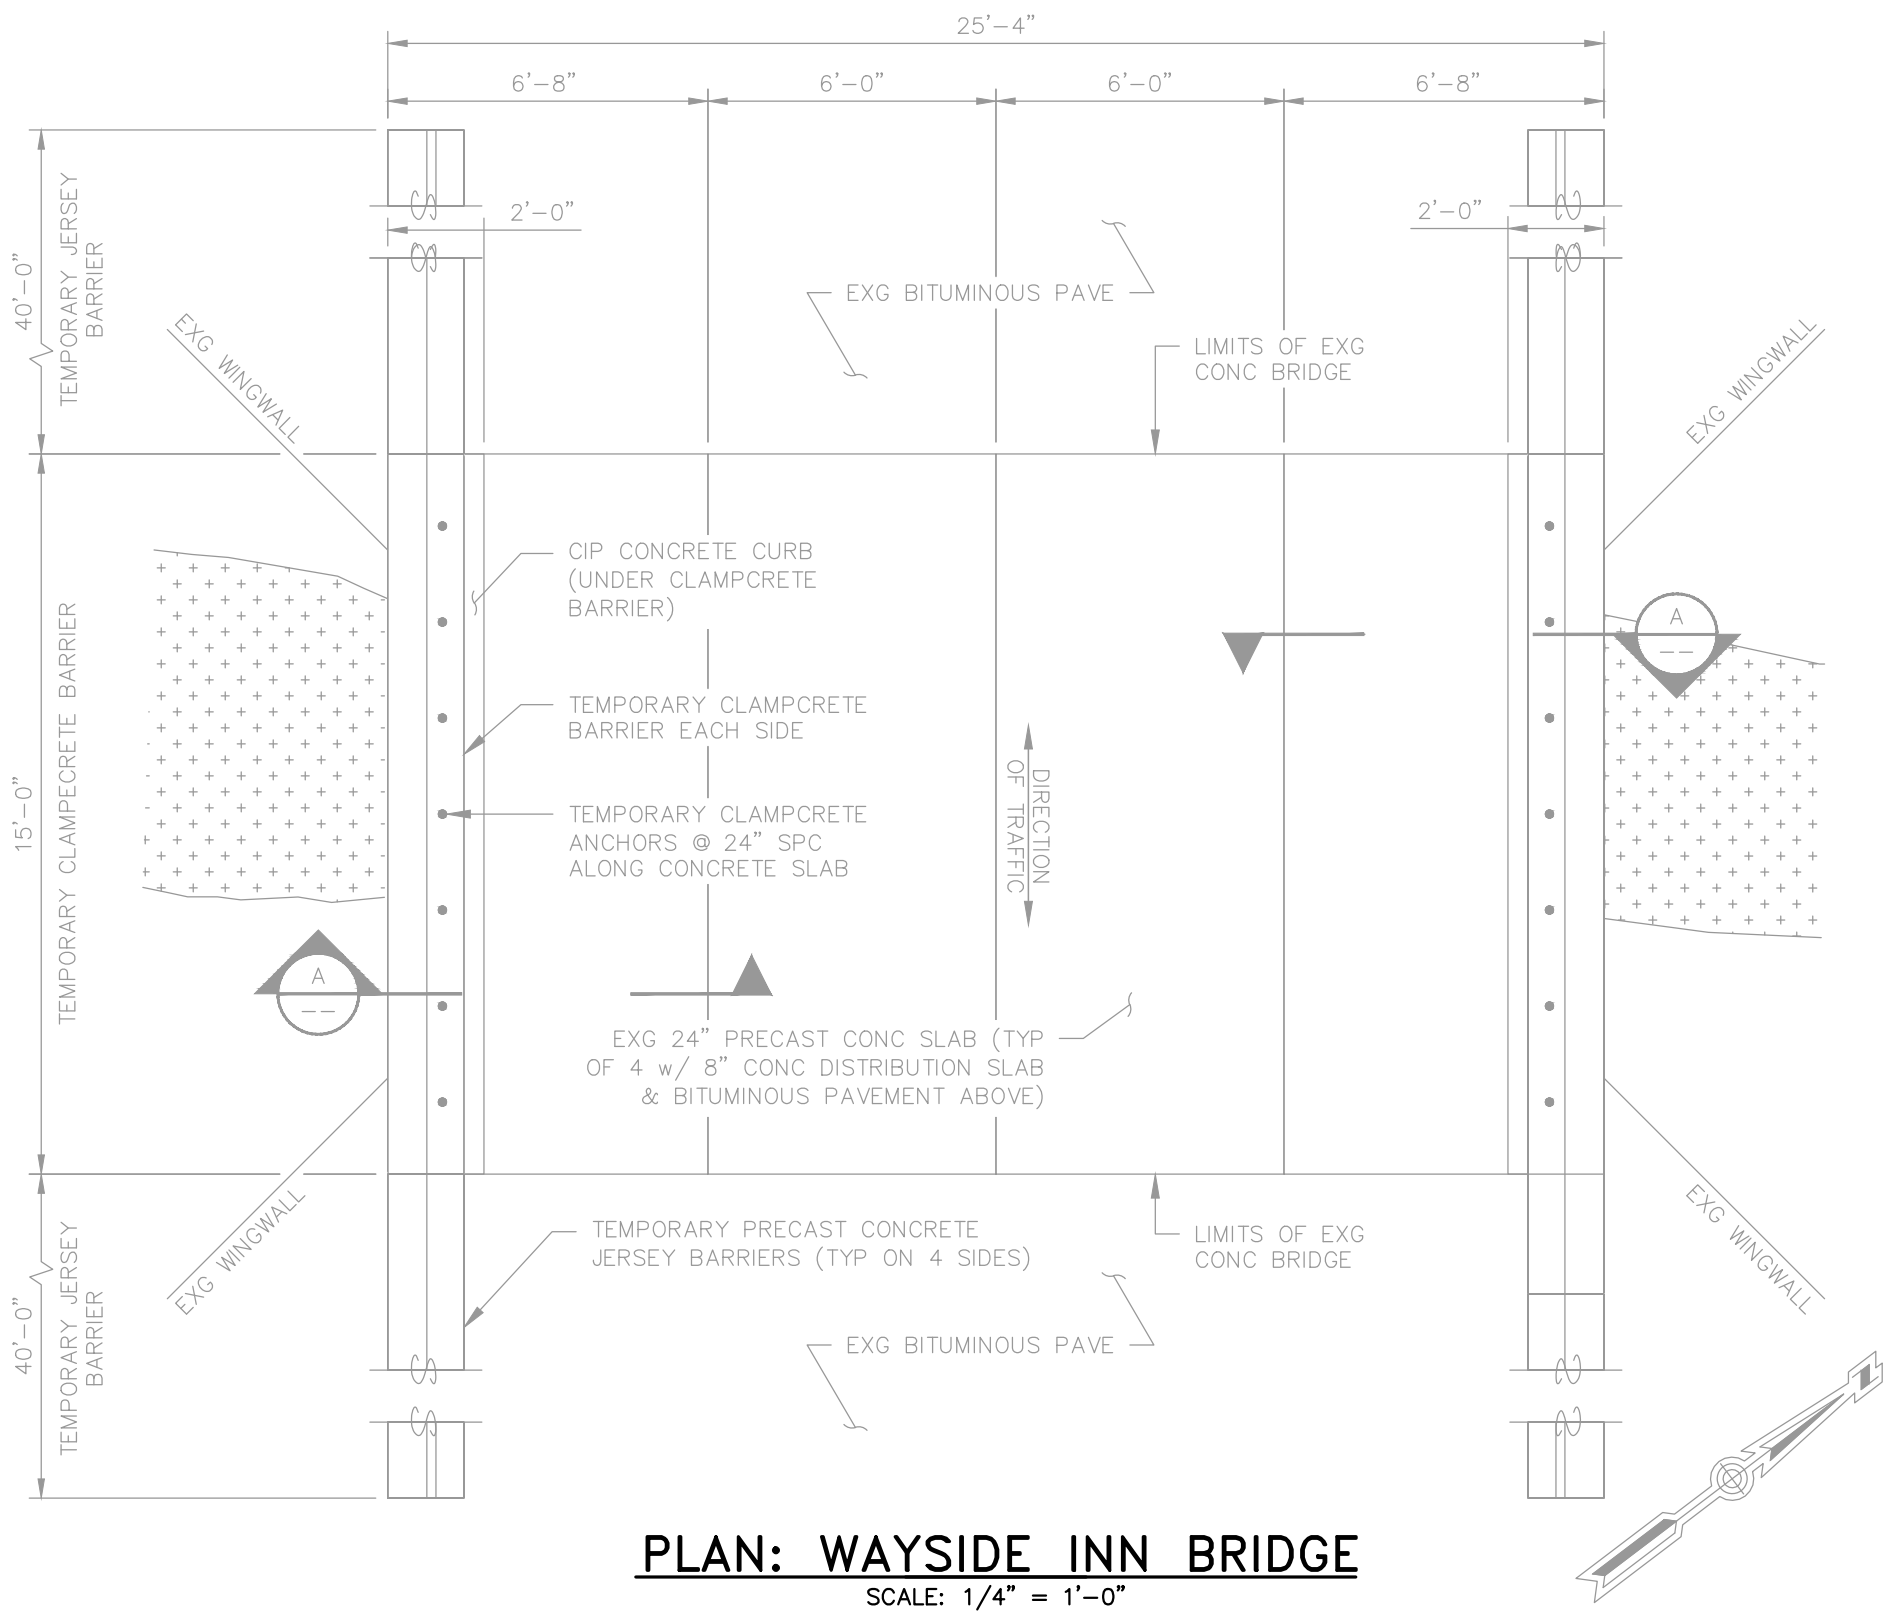 25'-4"
6'-8"
6'-0"
6'-0"
6'-8"
2'-0"
2'-0"
40'-0"
TEMPORARY JERSEY
BARRIER
EXG WINGWALL
EXG BITUMINOUS PAVE
LIMITS OF EXG
CONC BRIDGE
EXG WINGWALL
CIP CONCRETE CURB
(UNDER CLAMPCRETE
BARRIER)
A
-- --
15'-0"
TEMPORARY CLAMPECRETE BARRIER
TEMPORARY CLAMPCRETE
BARRIER EACH SIDE
TEMPORARY CLAMPCRETE
ANCHORS @ 24" SPC
ALONG CONCRETE SLAB
DIRECTION
OF TRAFFIC
A
-- --
EXG 24" PRECAST CONC SLAB (TYP
OF 4 w/ 8" CONC DISTRIBUTION SLAB
& BITUMINOUS PAVEMENT ABOVE)
EXG WINGWALL
TEMPORARY PRECAST CONCRETE
JERSEY BARRIERS (TYP ON 4 SIDES)
LIMITS OF EXG
CONC BRIDGE
EXG WINGWALL
40'-0"
TEMPORARY JERSEY
BARRIER
EXG BITUMINOUS PAVE
N
PLAN: WAYSIDE INN BRIDGE
SCALE: 1/4" = 1'-0"